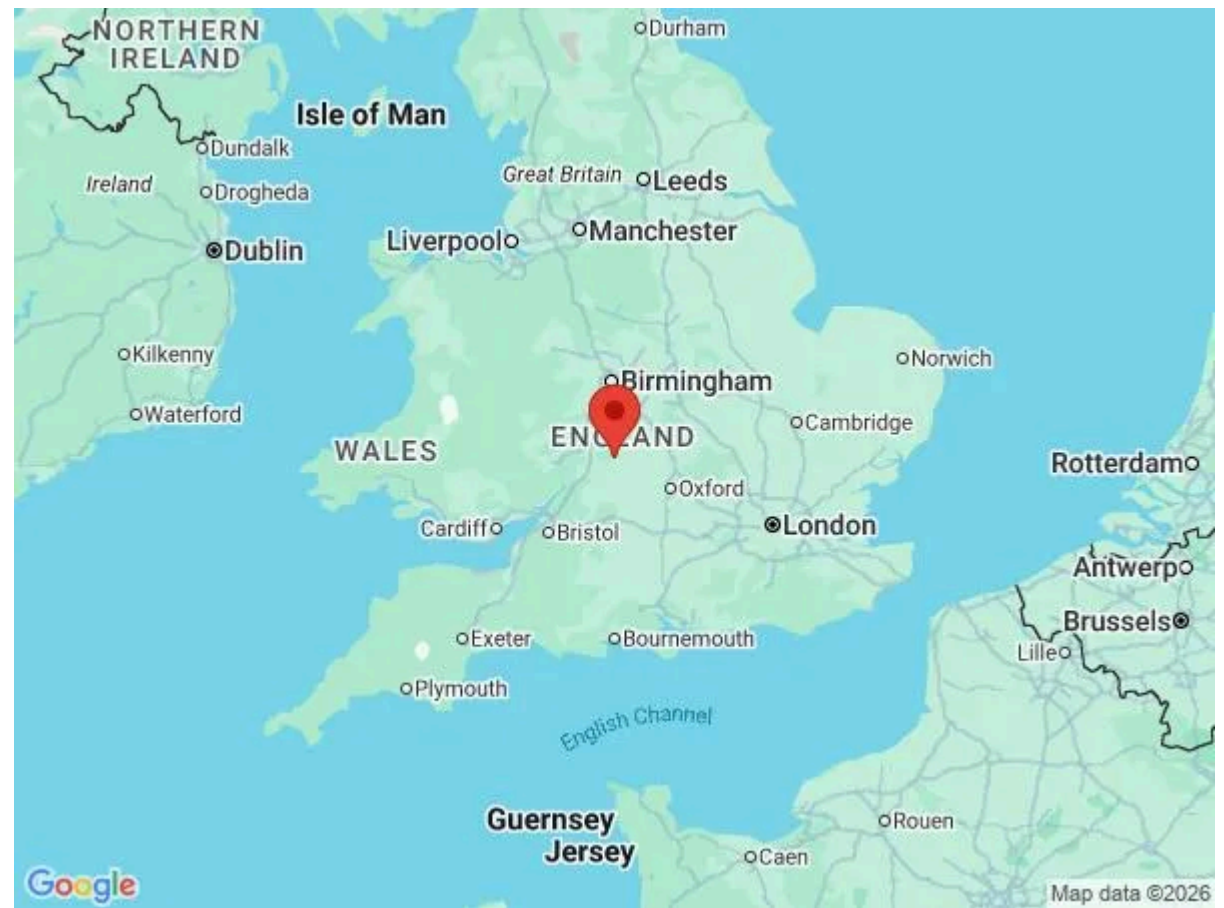 NORTHERN
IRELAND
Durham
Isle of Man
Dundalk
Ireland
Great Britain
Leeds
Drogheda
Liverpool
Manchester
Dublin
Kilkenny
Norwich
Birmingham
Waterford
Cambridge
WALES
ENGLAND
Rotterdam
Oxford
Cardiff
Bristol
London
Antwerp
Brussels
Exeter
Bournemouth
Lille
Plymouth
English Channel
Guernsey
Jersey
Rouen
Caen
Google
Map data ©2026